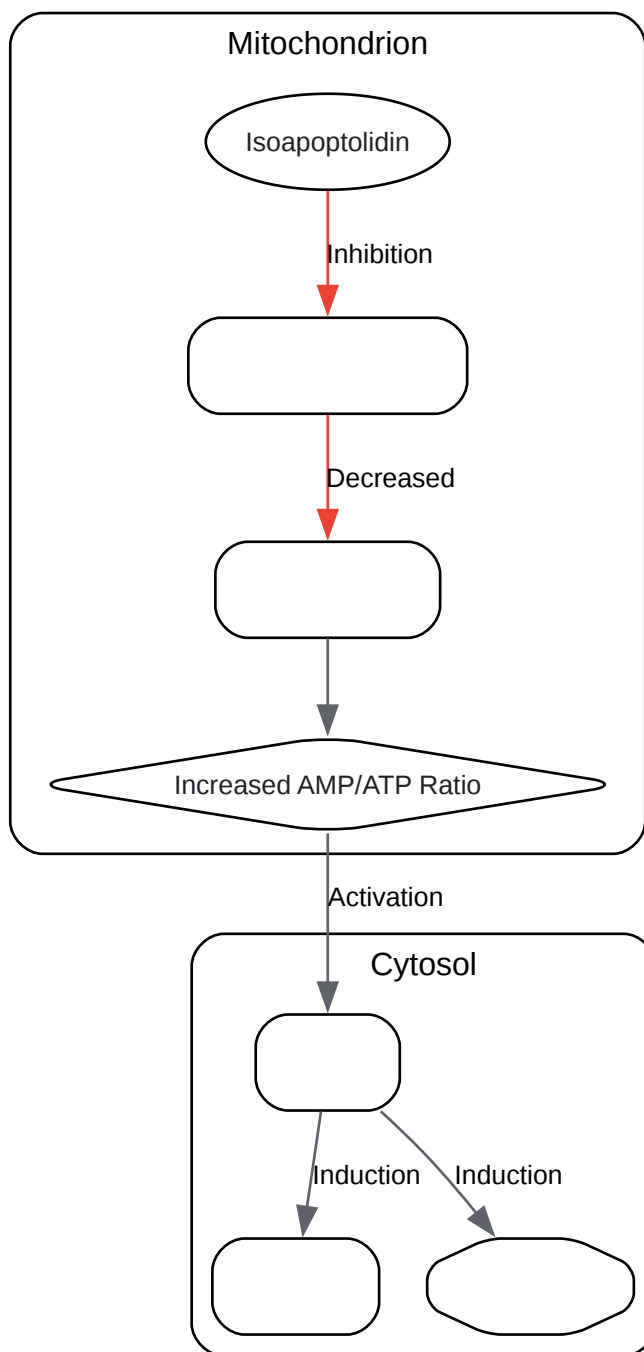 Mitochondrion
Isoapoptolidin
Inhibition
Decreased
Increased AMP/ATP Ratio
Activation
Cytosol
Induction
Induction